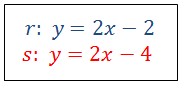 r: y = 2x − 2
s: y = 2x − 4